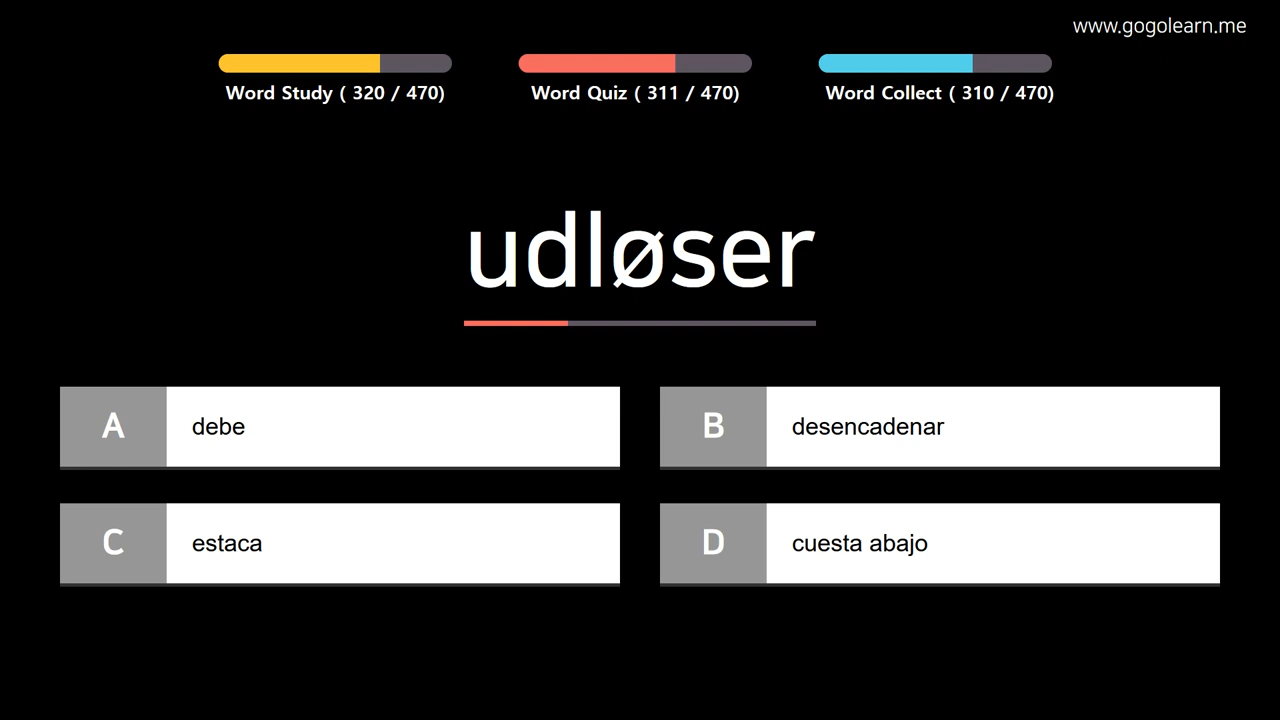 www.gogolearn.me
Word Study ( 320 / 470)
Word Quiz ( 311 / 470)
Word Collect ( 310 / 470)
udløser
A debe
B desencadenar
C estaca
D cuesta abajo